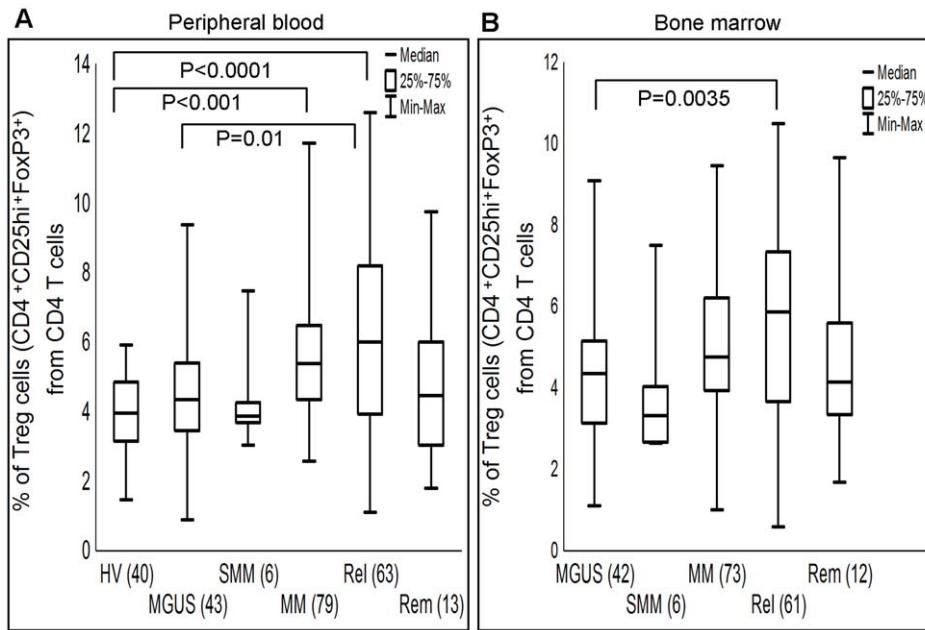 A
Peripheral blood
% of Treg cells (CD4⁺CD25hi⁺FoxP3⁺)
from CD4 T cells
14
12
10
8
6
4
2
0
P<0.0001
P<0.001
P=0.01
Median
25%-75%
Min-Max
HV (40)
SMM (6)
Rel (63)
MGUS (43)
MM (79)
Rem (13)
B
Bone marrow
% of Treg cells (CD4⁺CD25hi⁺FoxP3⁺)
from CD4 T cells
12
10
8
6
4
2
0
P=0.0035
Median
25%-75%
Min-Max
MGUS (42)
MM (73)
Rem (12)
SMM (6)
Rel (61)